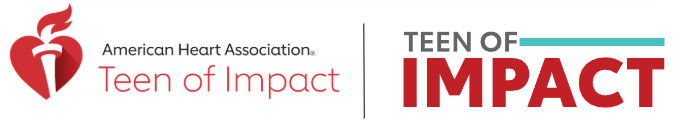 American Heart Association®
Teen of Impact
TEEN OF
IMPACT